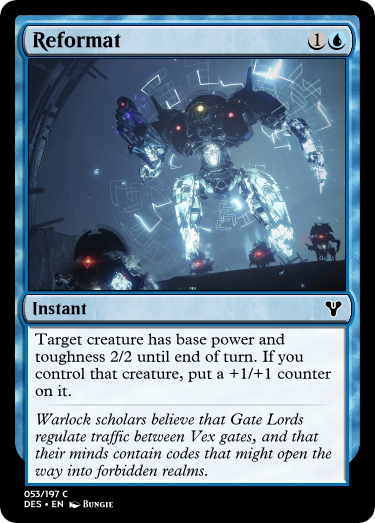 Reformat 1
Instant
Target creature has base power and
toughness 2/2 until end of turn. If you
control that creature, put a +1/+1 counter
on it.
Warlock scholars believe that Gate Lords
regulate traffic between Vex gates, and that
their minds contain codes that might open the
way into forbidden realms.
053/197 C
DES • EN Bungie